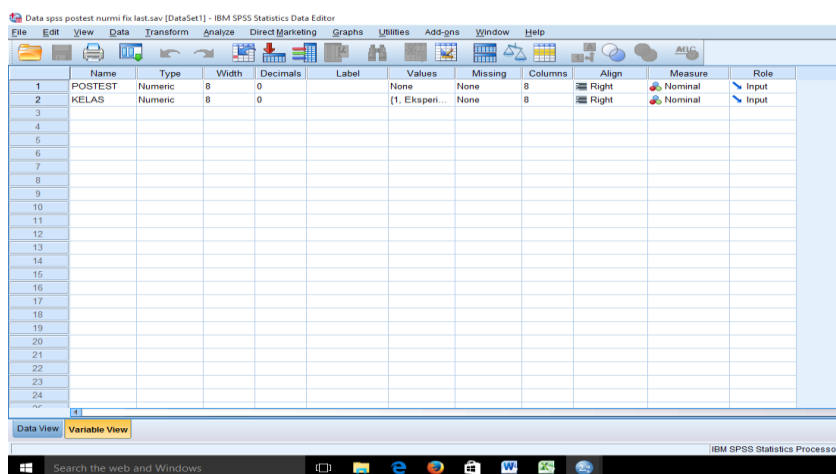 Data spss postest nurmi fix last.sav [DataSet1] - IBM SPSS Statistics Data Editor
File Edit View Data Transform Analyze Direct Marketing Graphs Utilities Add-ons Window Help
Name Type Width Decimals Label Values Missing Columns Align Measure Role
1 POSTEST Numeric 8 0 None None 8 Right Nominal Input
2 KELAS Numeric 8 0 {1, Eksperi... None 8 Right Nominal Input
3
4
5
6
7
8
9
10
11
12
13
14
15
16
17
18
19
20
21
22
23
24
Data View Variable View
IBM SPSS Statistics Processo
Search the web and Windows